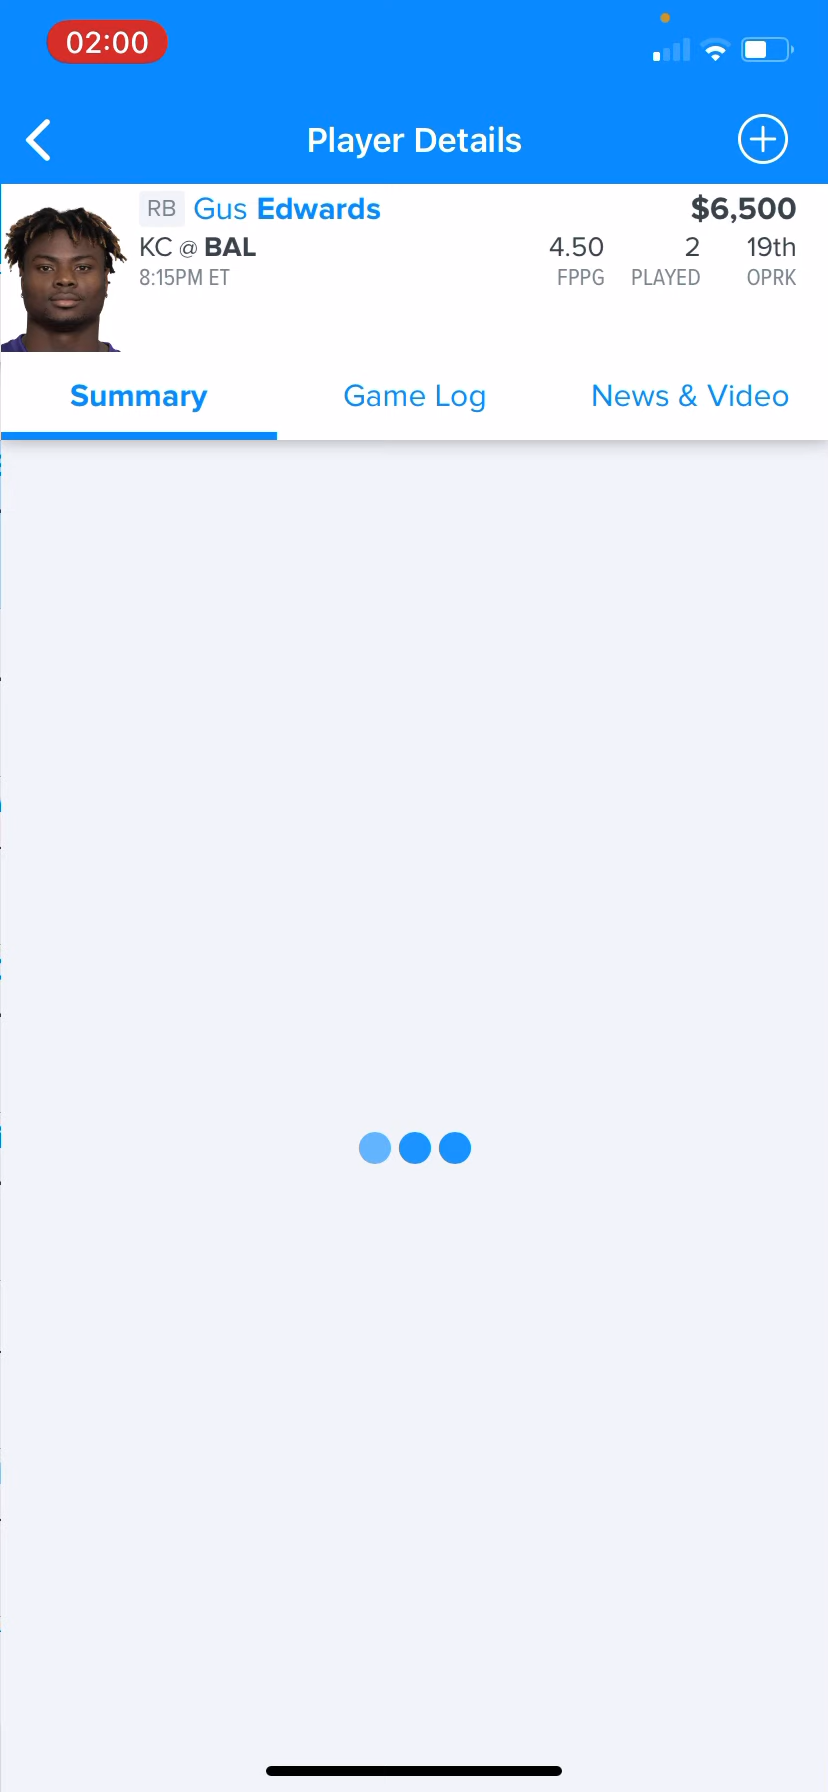 02:00
Player Details
RB Gus Edwards $6,500
KC @ BAL 4.50 2 19th
8:15PM ET FPPG PLAYED OPRK
Summary Game Log News & Video